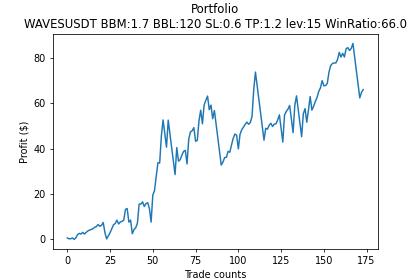 Portfolio
WAVESUSDT BBM:1.7 BBL:120 SL:0.6 TP:1.2 lev:15 WinRatio:66.0
Profit ($)
80
60
40
20
0
0 25 50 75 100 125 150 175
Trade counts